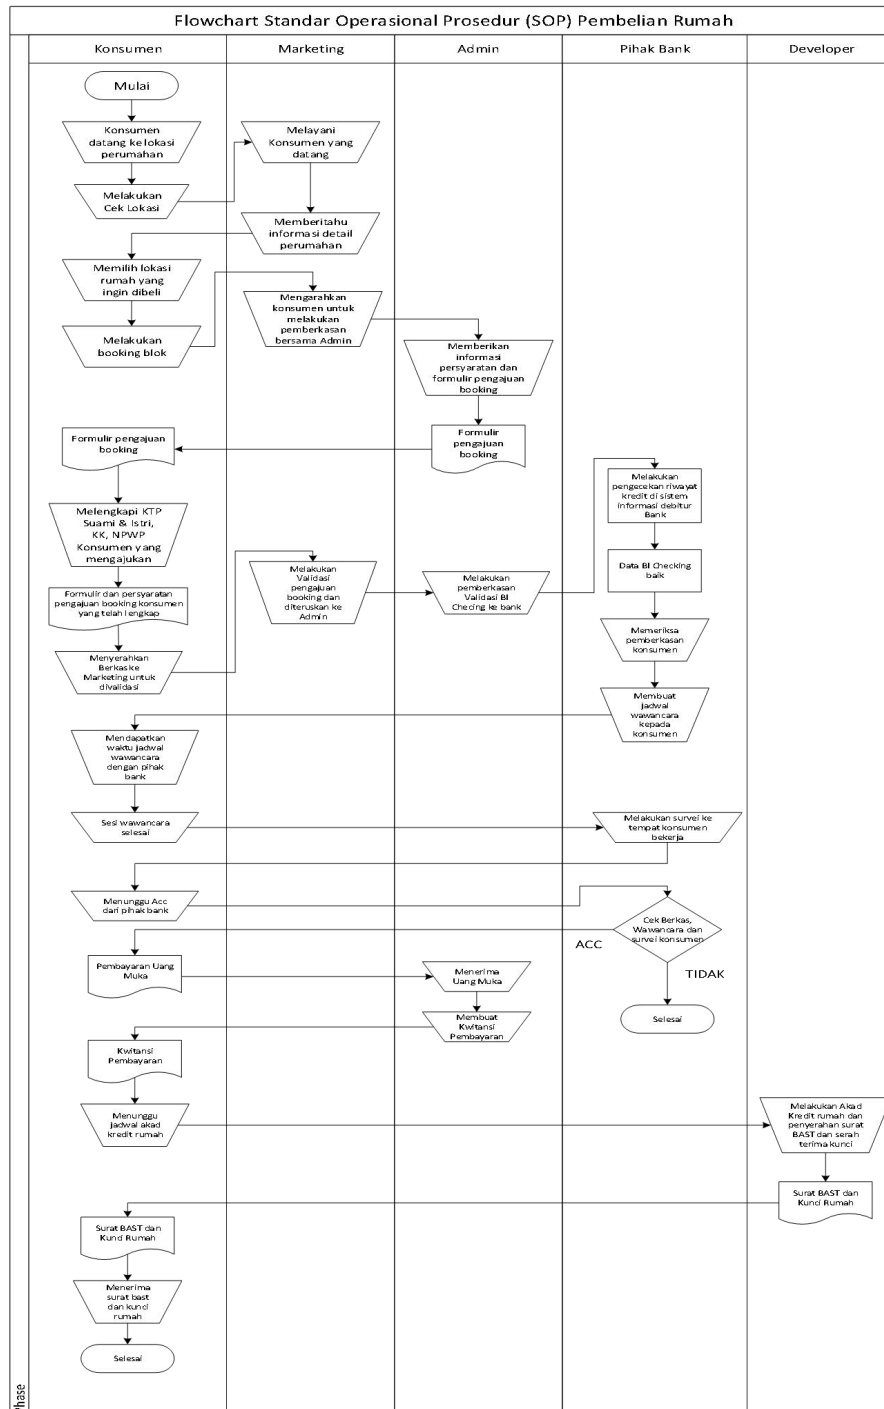 Flowchart Standar Operasional Prosedur (SOP) Pembelian Rumah
Konsumen
Marketing
Admin
Pihak Bank
Developer
Mulai
Konsumen
datang ke lokasi
perumahan
Melayani
Konsumen yang
datang
Melakukan
Cek Lokasi
Memberitahu
informasi detail
perumahan
Memilih lokasi
rumah yang
ingin dibeli
Melakukan
booking blok
Mengarahkan
konsumen untuk
melakukan
pemberkasan
bersama Admin
Memberikan
informasi
persyaratan dan
formulir pengajuan
booking
Formulir
pengajuan
booking
Formulir pengajuan
booking
Melengkapi KTP
Suami & Istri,
KK, NPWP
Konsumen yang
mengajukan
Formulir dan persyaratan
pengajuan booking konsumen
yang telah lengkap
Menyerahkan
Berkas ke
Marketing untuk
divalidasi
Melakukan
Validasi
pengajuan
booking dan
diteruskan ke
Admin
Melakukan
pemberkasan
Validasi BI
Checing ke bank
Melakukan
pengecekan riwayat
kredit di sistem
informasi debitur
Bank
Data BI Checking
baik
Memeriksa
pemberkasan
konsumen
Membuat
jadwal
wawancara
kepada
konsumen
Mendapatkan
waktu jadwal
wawancara
dengan pihak
bank
Sesi wawancara
selesai
Melakukan survei ke
tempat konsumen
bekerja
Menunggu Acc
dari pihak bank
Cek Berkas,
Wawancara dan
survei konsumen
ACC
TIDAK
Selesai
Pembayaran Uang
Muka
Menerima
Uang Muka
Membuat
Kwitansi
Pembayaran
Kwitansi
Pembayaran
Menunggu
jadwal akad
kredit rumah
Melakukan Akad
Kredit rumah dan
penyerahan surat
BAST dan serah
terima kunci
Surat BAST dan
Kunci Rumah
Surat BAST dan
Kunci Rumah
Menerima
surat bast
dan kunci
rumah
Selesai
Phase